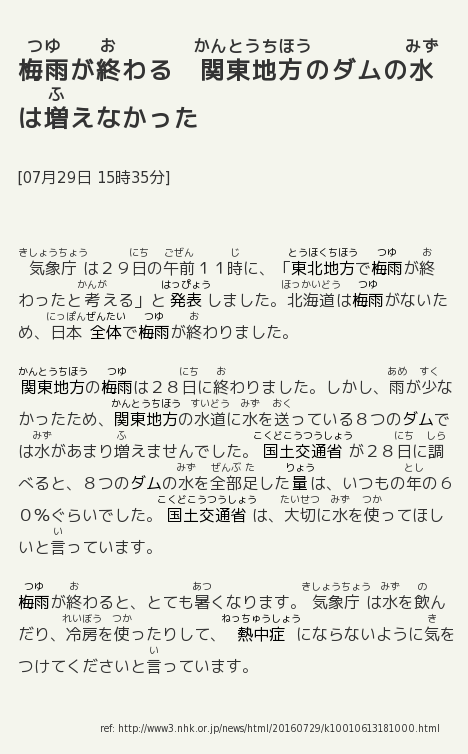 梅雨が終わる　関東地方のダムの水
は増えなかった
[07月29日 15時35分]
気象庁は２９日の午前１１時に、「東北地方で梅雨が終
わったと考える」と発表しました。北海道は梅雨がないた
め、日本全体で梅雨が終わりました。
関東地方の梅雨は２８日に終わりました。しかし、雨が少な
かったため、関東地方の水道に水を送っている８つのダムで
は水があまり増えませんでした。国土交通省が２８日に調
べると、８つのダムの水を全部足した量は、いつもの年の６
０％ぐらいでした。国土交通省は、大切に水を使ってほし
いと言っています。
梅雨が終わると、とても暑くなります。気象庁は水を飲ん
だり、冷房を使ったりして、熱中症にならないように気を
つけてくださいと言っています。
ref: http://www3.nhk.or.jp/news/html/20160729/k10010613181000.html